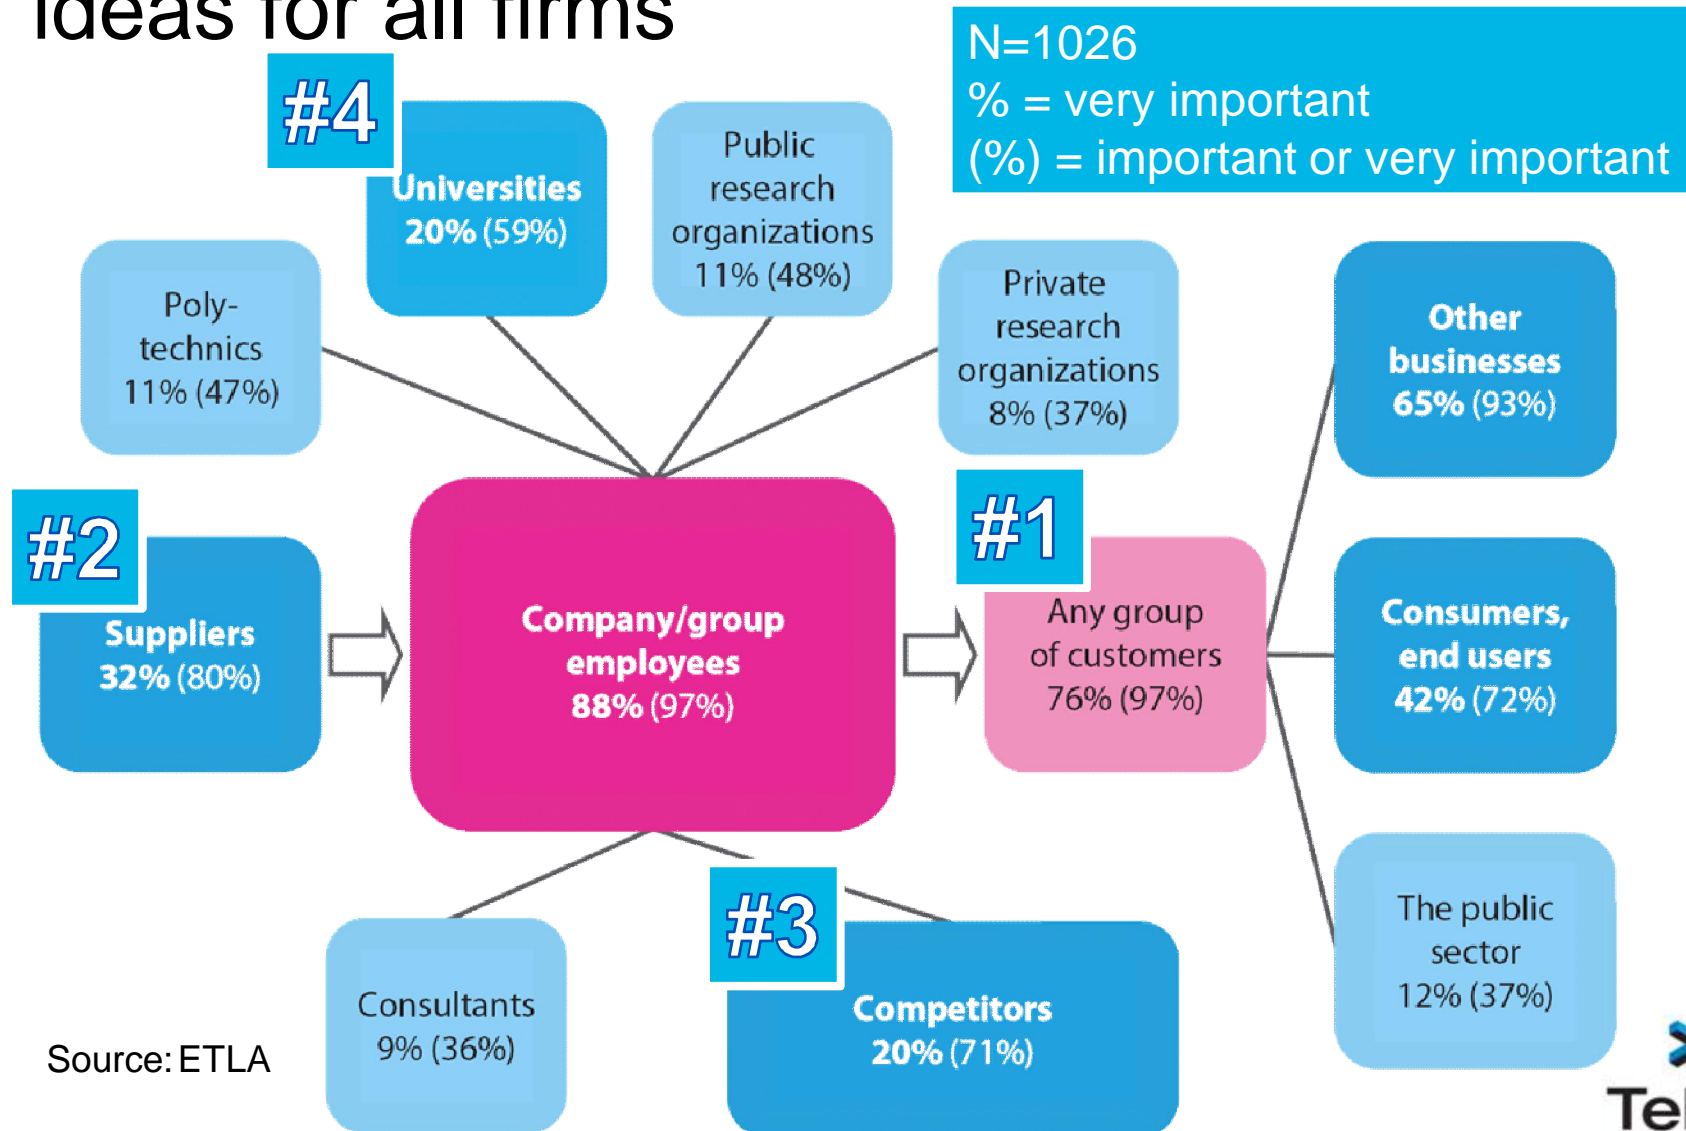 ideas for all firms
N=1026
% = very important
(%) = important or very important
#4
Universities
20% (59%)
Public
research
organizations
11% (48%)
Poly-
technics
11% (47%)
Private
research
organizations
8% (37%)
Other
businesses
65% (93%)
#2
Suppliers
32% (80%)
Company/group
employees
88% (97%)
#1
Any group
of customers
76% (97%)
Consumers,
end users
42% (72%)
#3
Competitors
20% (71%)
Consultants
9% (36%)
The public
sector
12% (37%)
Source: ETLA